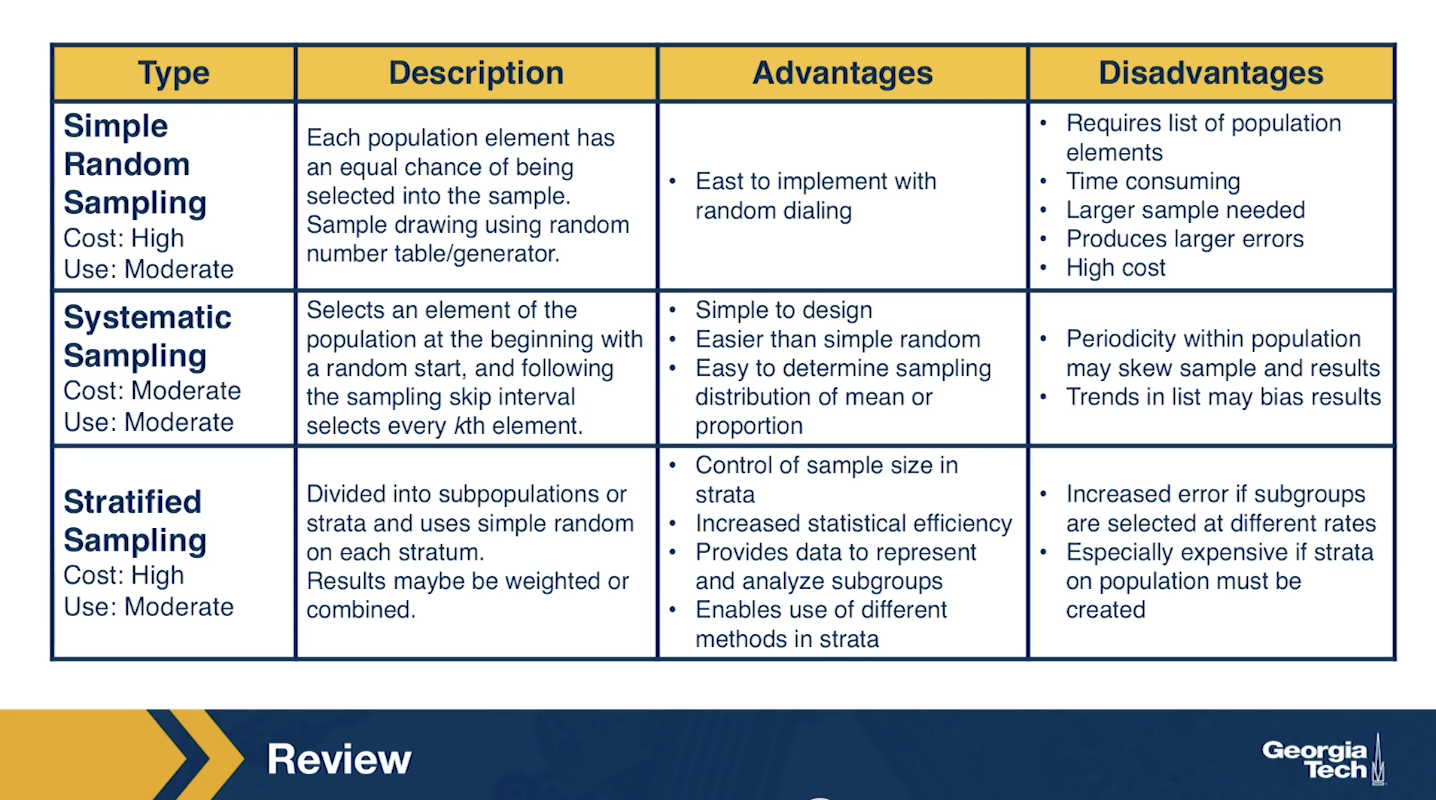 Type
Description
Advantages
Disadvantages
Simple
Random
Sampling
Cost: High
Use: Moderate
Each population element has
an equal chance of being
selected into the sample.
Sample drawing using random
number table/generator.
• East to implement with
random dialing
• Requires list of population
elements
• Time consuming
• Larger sample needed
• Produces larger errors
• High cost
Systematic
Sampling
Cost: Moderate
Use: Moderate
Selects an element of the
population at the beginning with
a random start, and following
the sampling skip interval
selects every kth element.
• Simple to design
• Easier than simple random
• Easy to determine sampling
distribution of mean or
proportion
• Periodicity within population
may skew sample and results
• Trends in list may bias results
Stratified
Sampling
Cost: High
Use: Moderate
Divided into subpopulations or
strata and uses simple random
on each stratum.
Results maybe be weighted or
combined.
• Control of sample size in
strata
• Increased statistical efficiency
• Provides data to represent
and analyze subgroups
• Enables use of different
methods in strata
• Increased error if subgroups
are selected at different rates
• Especially expensive if strata
on population must be
created
Review
Georgia
Tech